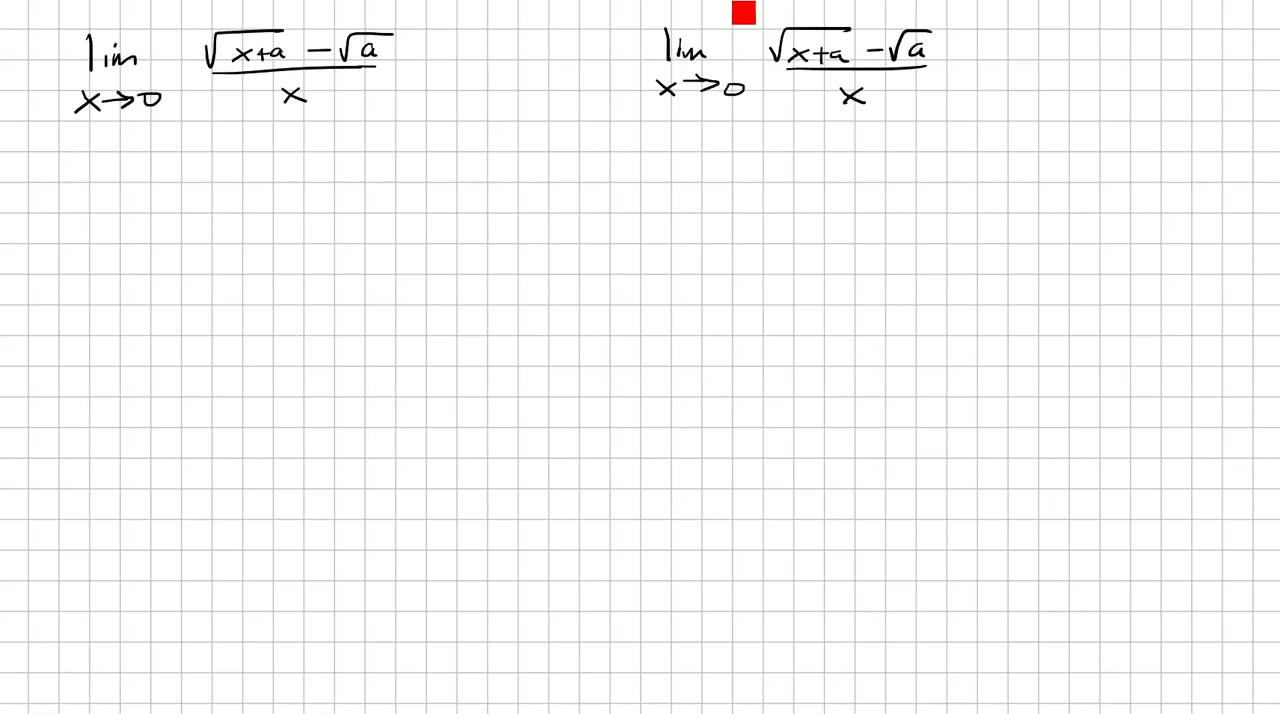 lim x→0 (√(x+a) − √a)/x
lim x→0 (√(x+a) − √a)/x